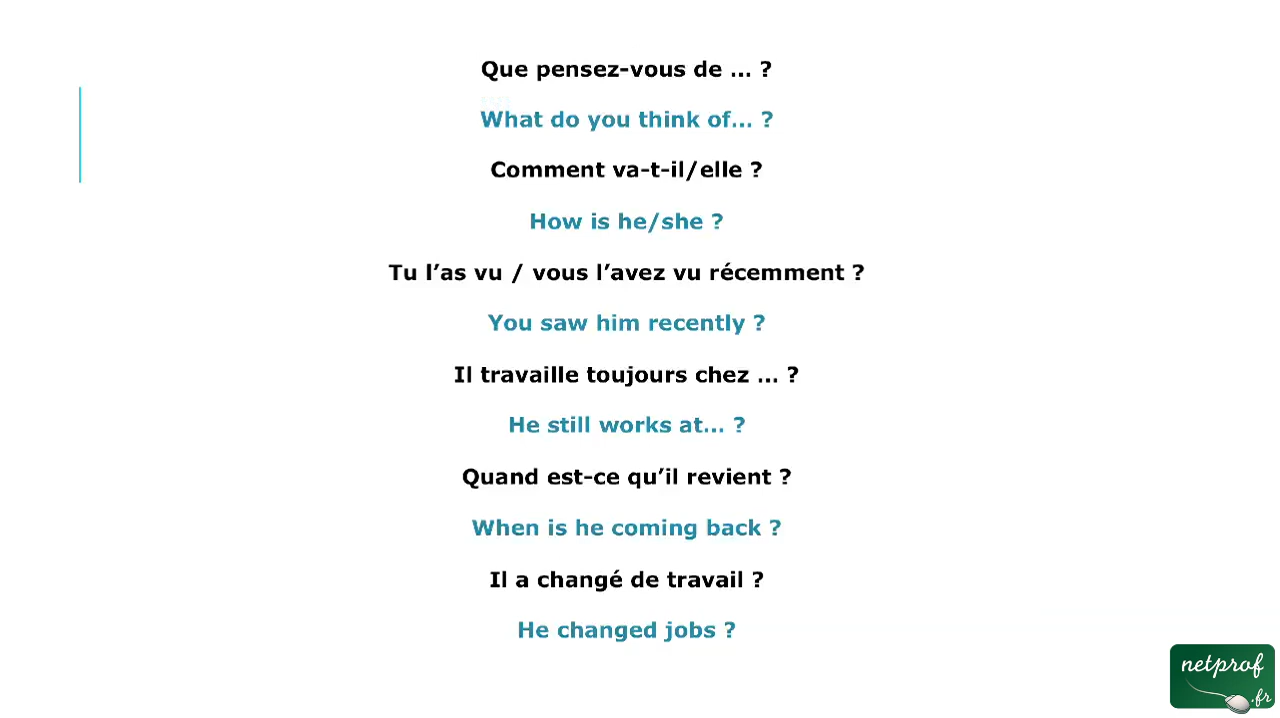 Que pensez-vous de ... ?
What do you think of... ?
Comment va-t-il/elle ?
How is he/she ?
Tu l’as vu / vous l’avez vu récemment ?
You saw him recently ?
Il travaille toujours chez ... ?
He still works at... ?
Quand est-ce qu’il revient ?
When is he coming back ?
Il a changé de travail ?
He changed jobs ?
netprof
.fr